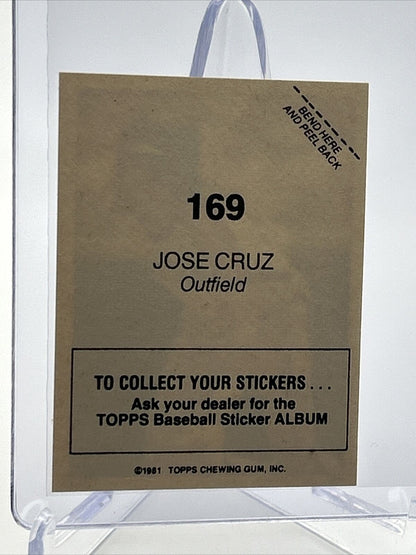 BEND HERE
AND PEEL BACK
169
JOSE CRUZ
Outfield
TO COLLECT YOUR STICKERS...
Ask your dealer for the
TOPPS Baseball Sticker ALBUM
©1981 TOPPS CHEWING GUM, INC.